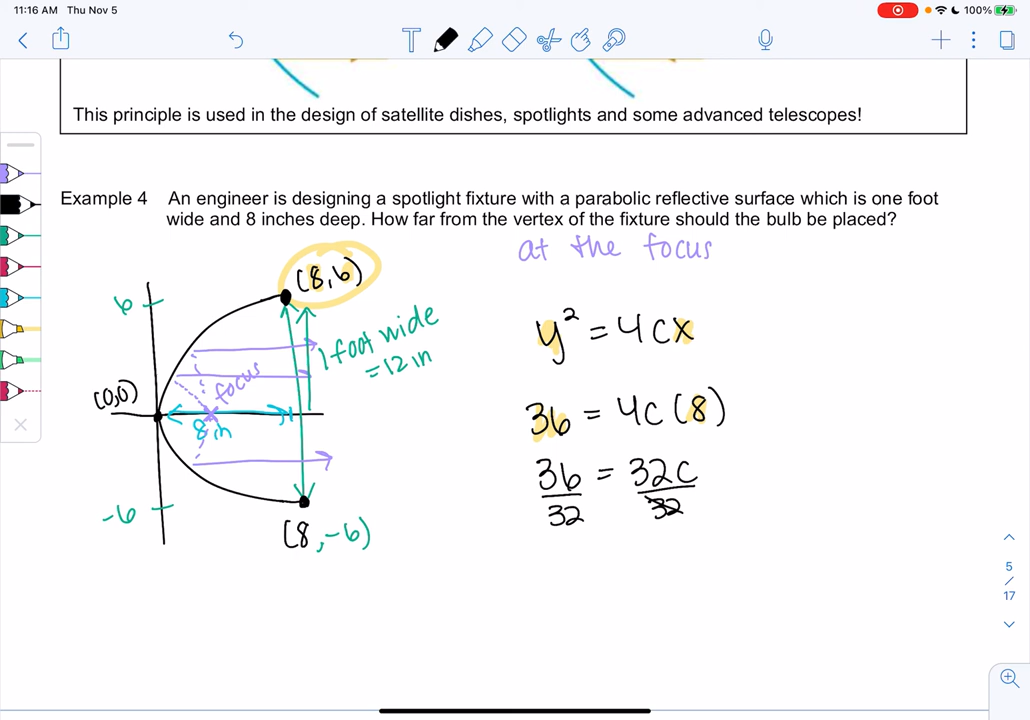 11:16 AM Thu Nov 5
100%
T
This principle is used in the design of satellite dishes, spotlights and some advanced telescopes!
Example 4 An engineer is designing a spotlight fixture with a parabolic reflective surface which is one foot
wide and 8 inches deep. How far from the vertex of the fixture should the bulb be placed?
at the focus
(8,6)
6
1 foot wide
= 12 in
y² = 4cx
focus
(0,0)
8 in
36 = 4c (8)
36 = 32c
32 32
-6
(8,-6)
5
/
17